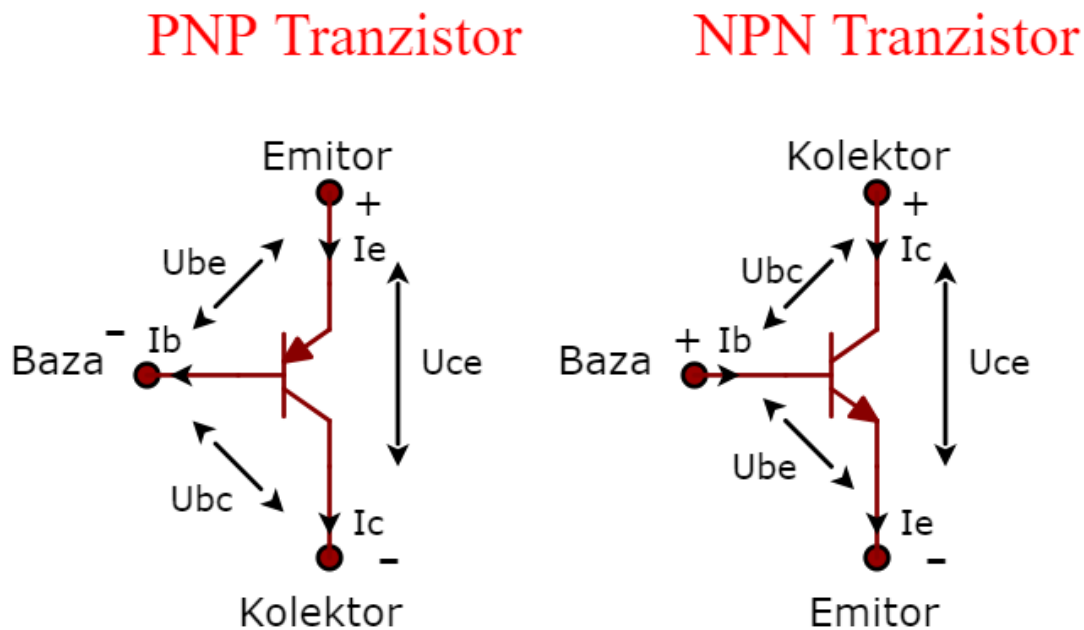 PNP Tranzistor
Emitor
+
Ie
Ube
Uce
- Ib
Baza
Ubc
Ic
-
Kolektor
NPN Tranzistor
Kolektor
+
Ic
Ubc
Uce
+ Ib
Baza
Ube
Ie
-
Emitor